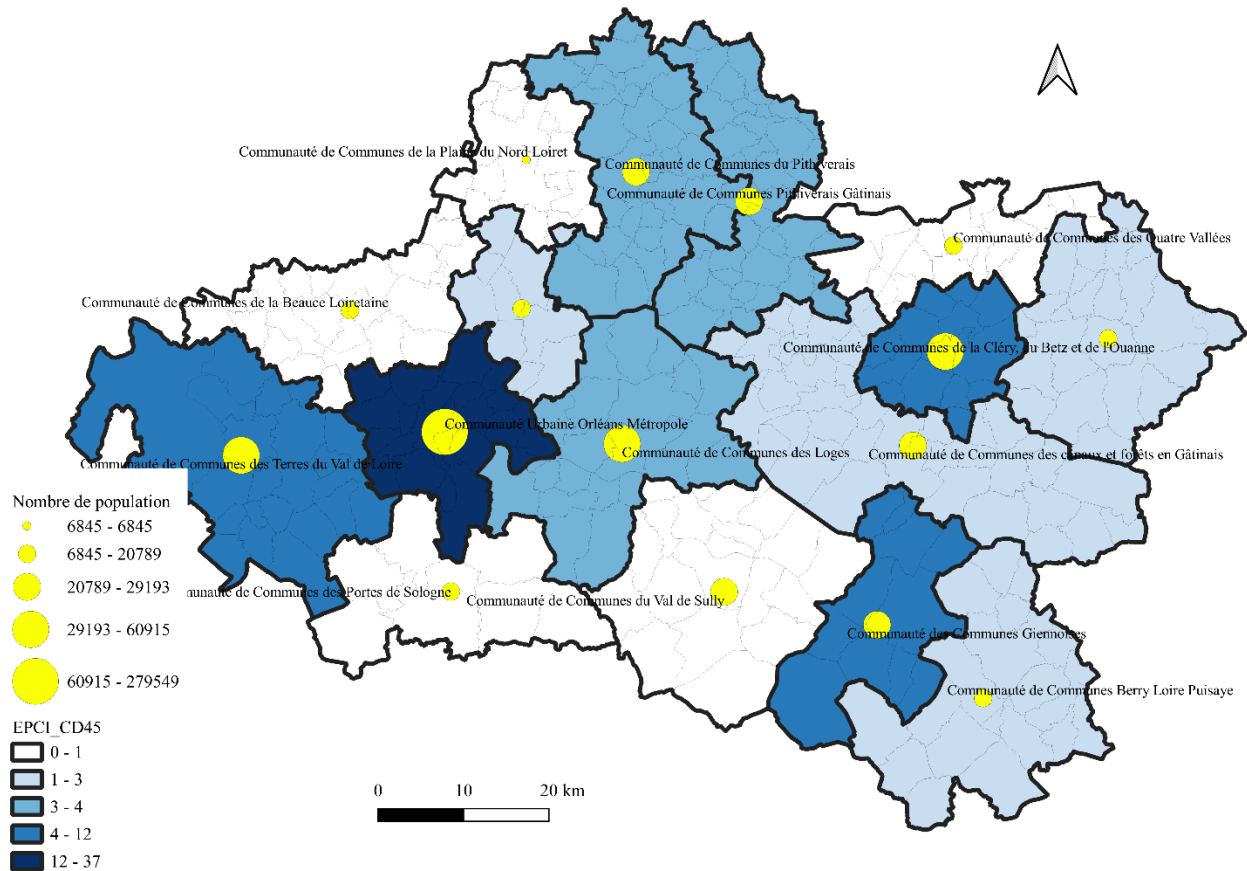 Communauté de Communes de la Plaine du Nord Loiret
Communauté de Communes du Pithiverais
Communauté de Communes Pithiverais Gâtinais
Communauté de Communes des Quatre Vallées
Communauté de Communes de la Beauce Loiretaine
Communauté de Communes de la Cléry, du Betz et de l'Ouanne
Communauté Urbaine Orléans Métropole
Communauté de Communes des Loges
Communauté de Communes des canaux et forêts en Gâtinais
Communauté de Communes des Terres du Val de Loire
Nombre de population
6845 - 6845
6845 - 20789
20789 - 29193
29193 - 60915
60915 - 279549
nunauté de Communes des Portes de Sologne
Communauté de Communes du Val de Sully
Communauté des Communes Giennoises
Communauté de Communes Berry Loire Puisaye
EPCI_CD45
0 - 1
1 - 3
3 - 4
4 - 12
12 - 37
0 10 20 km